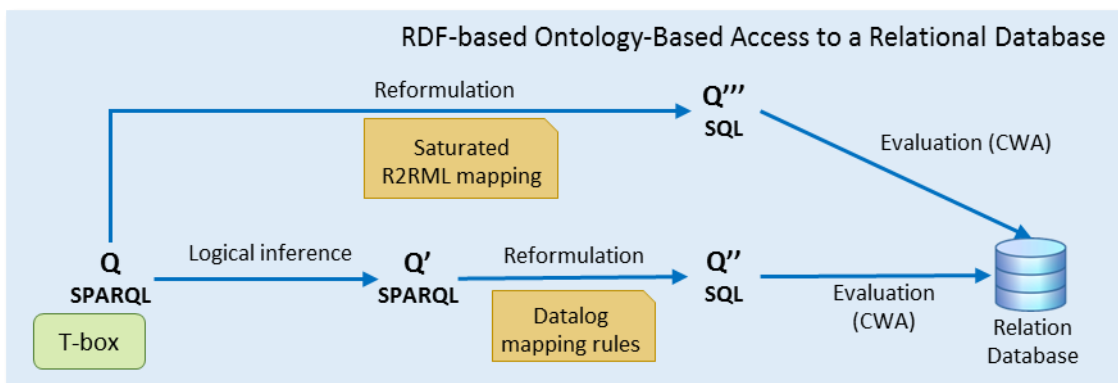 RDF-based Ontology-Based Access to a Relational Database
Reformulation
Q'''
SQL
Saturated
R2RML mapping
Evaluation (CWA)
Q
SPARQL
Logical inference
Q'
SPARQL
Reformulation
Q''
SQL
Evaluation
(CWA)
T-box
Datalog
mapping rules
Relation
Database